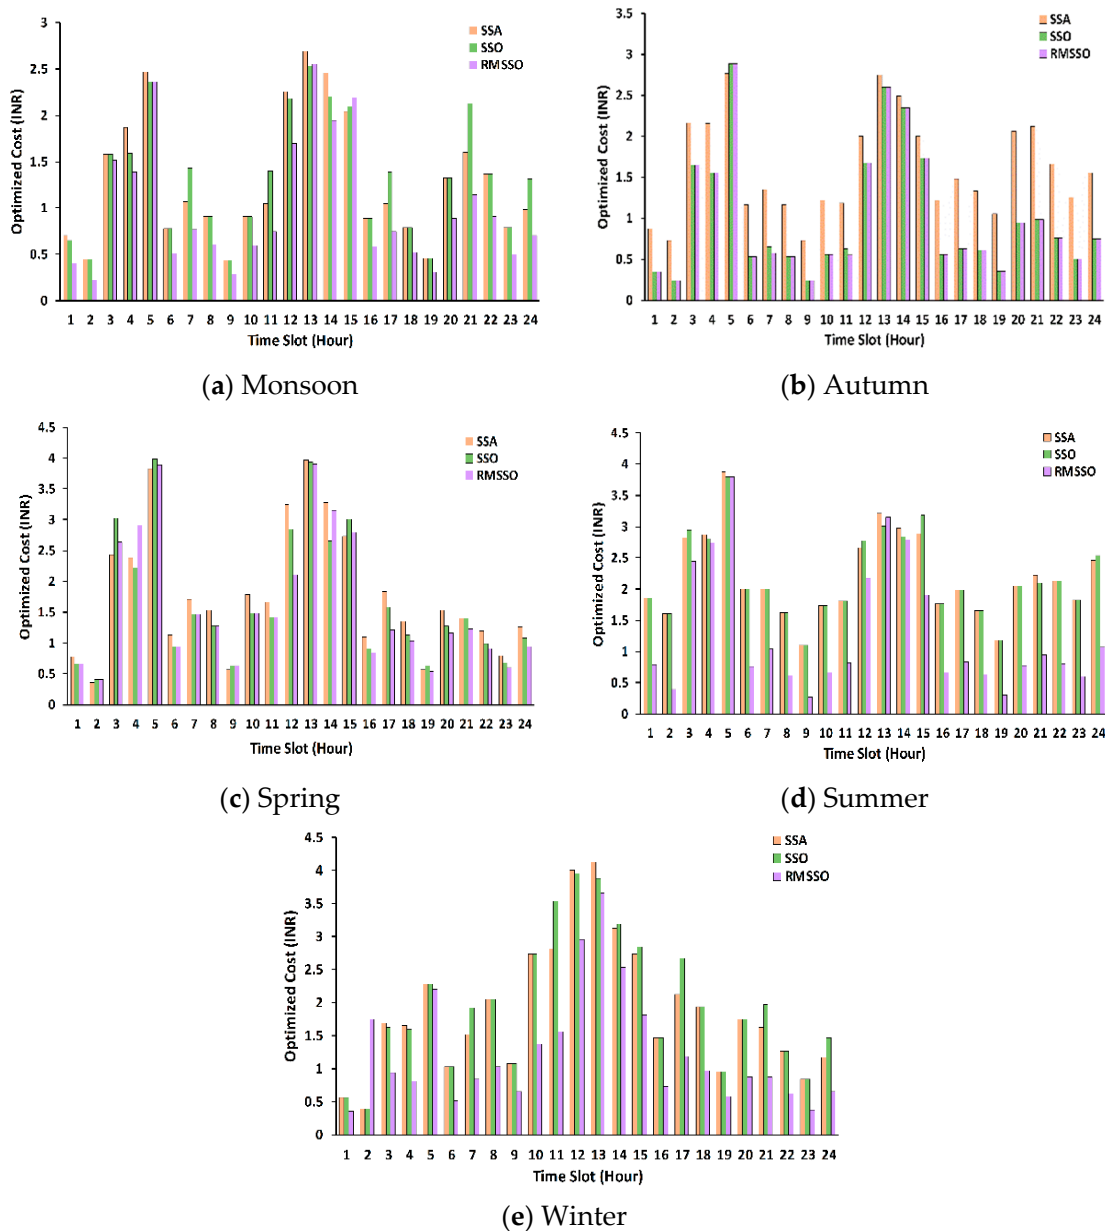 3
2.5
2
1.5
1
0.5
0
Optimized Cost (INR)
SSA
SSO
RMSSO
1 2 3 4 5 6 7 8 9 10 11 12 13 14 15 16 17 18 19 20 21 22 23 24
Time Slot (Hour)
(a) Monsoon
3.5
3
2.5
2
1.5
1
0.5
0
Optimized Cost (INR)
SSA
SSO
RMSSO
1 2 3 4 5 6 7 8 9 10 11 12 13 14 15 16 17 18 19 20 21 22 23 24
Time Slot (Hour)
(b) Autumn
4.5
4
3.5
3
2.5
2
1.5
1
0.5
0
Optimized Cost (INR)
SSA
SSO
RMSSO
1 2 3 4 5 6 7 8 9 10 11 12 13 14 15 16 17 18 19 20 21 22 23 24
Time Slot (Hour)
(c) Spring
4.5
4
3.5
3
2.5
2
1.5
1
0.5
0
Optimized Cost (INR)
SSA
SSO
RMSSO
1 2 3 4 5 6 7 8 9 10 11 12 13 14 15 16 17 18 19 20 21 22 23 24
Time Slot (Hour)
(d) Summer
4.5
4
3.5
3
2.5
2
1.5
1
0.5
0
Optimized Cost (INR)
SSA
SSO
RMSSO
1 2 3 4 5 6 7 8 9 10 11 12 13 14 15 16 17 18 19 20 21 22 23 24
Time Slot (Hour)
(e) Winter